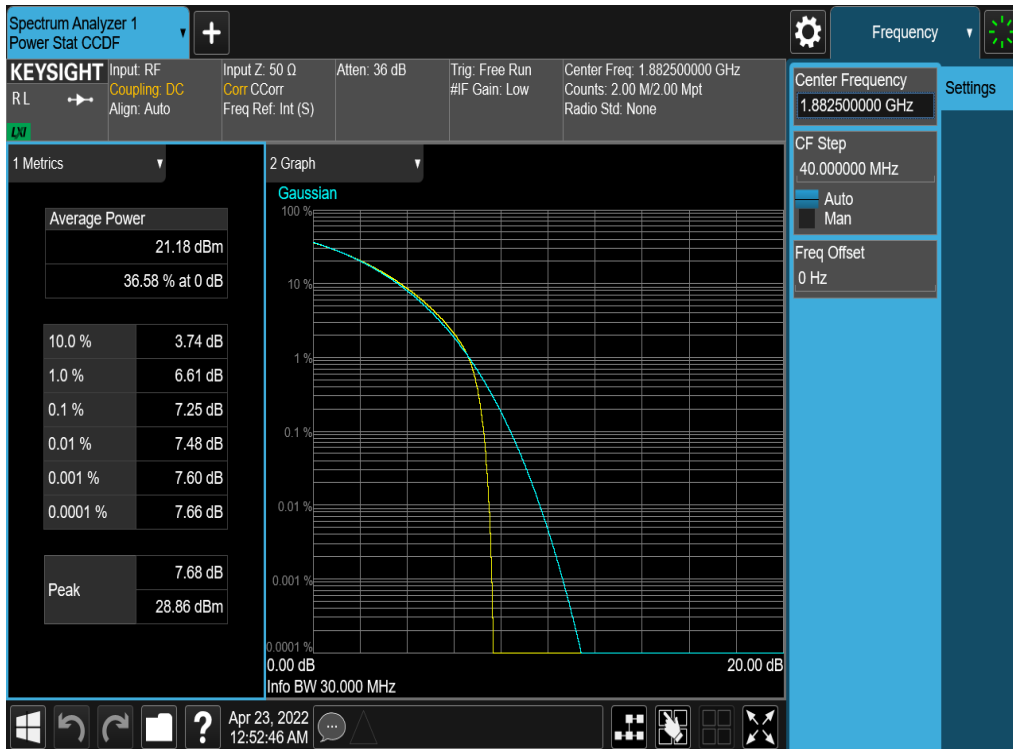 Spectrum Analyzer 1
Power Stat CCDF
+
Frequency
KEYSIGHT
R L
LXI
Input: RF
Coupling: DC
Align: Auto
Input Z: 50 Ω
Corr CCorr
Freq Ref: Int (S)
Atten: 36 dB
Trig: Free Run
#IF Gain: Low
Center Freq: 1.882500000 GHz
Counts: 2.00 M/2.00 Mpt
Radio Std: None
Center Frequency
1.882500000 GHz
Settings
CF Step
40.000000 MHz
Auto
Man
Freq Offset
0 Hz
1 Metrics
Average Power
21.18 dBm
36.58 % at 0 dB
10.0 % 3.74 dB
1.0 % 6.61 dB
0.1 % 7.25 dB
0.01 % 7.48 dB
0.001 % 7.60 dB
0.0001 % 7.66 dB
Peak
7.68 dB
28.86 dBm
2 Graph
Gaussian
100 %
10 %
1 %
0.1 %
0.01 %
0.001 %
0.0001 %
0.00 dB 20.00 dB
Info BW 30.000 MHz
?
Apr 23, 2022
12:52:46 AM